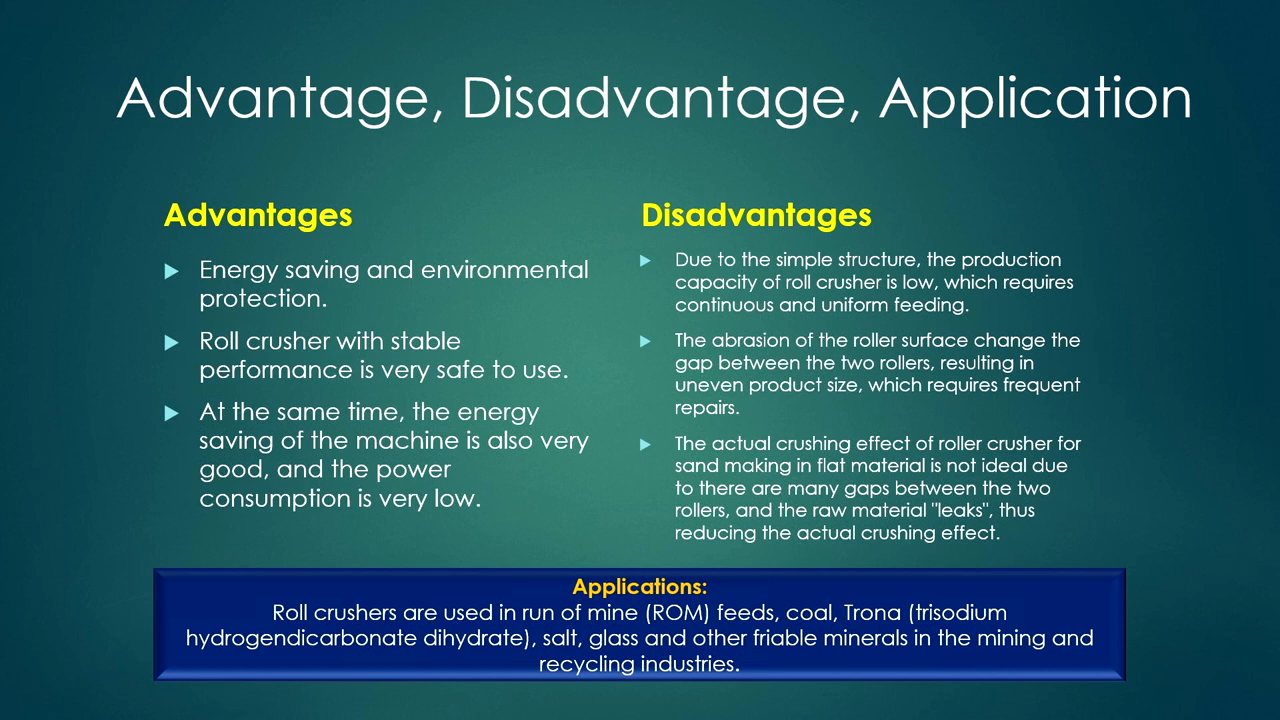 Advantage, Disadvantage, Application
Advantages
Energy saving and environmental
protection.
Roll crusher with stable
performance is very safe to use.
At the same time, the energy
saving of the machine is also very
good, and the power
consumption is very low.
Disadvantages
Due to the simple structure, the production
capacity of roll crusher is low, which requires
continuous and uniform feeding.
The abrasion of the roller surface change the
gap between the two rollers, resulting in
uneven product size, which requires frequent
repairs.
The actual crushing effect of roller crusher for
sand making in flat material is not ideal due
to there are many gaps between the two
rollers, and the raw material "leaks", thus
reducing the actual crushing effect.
Applications:
Roll crushers are used in run of mine (ROM) feeds, coal, Trona (trisodium
hydrogendicarbonate dihydrate), salt, glass and other friable minerals in the mining and
recycling industries.